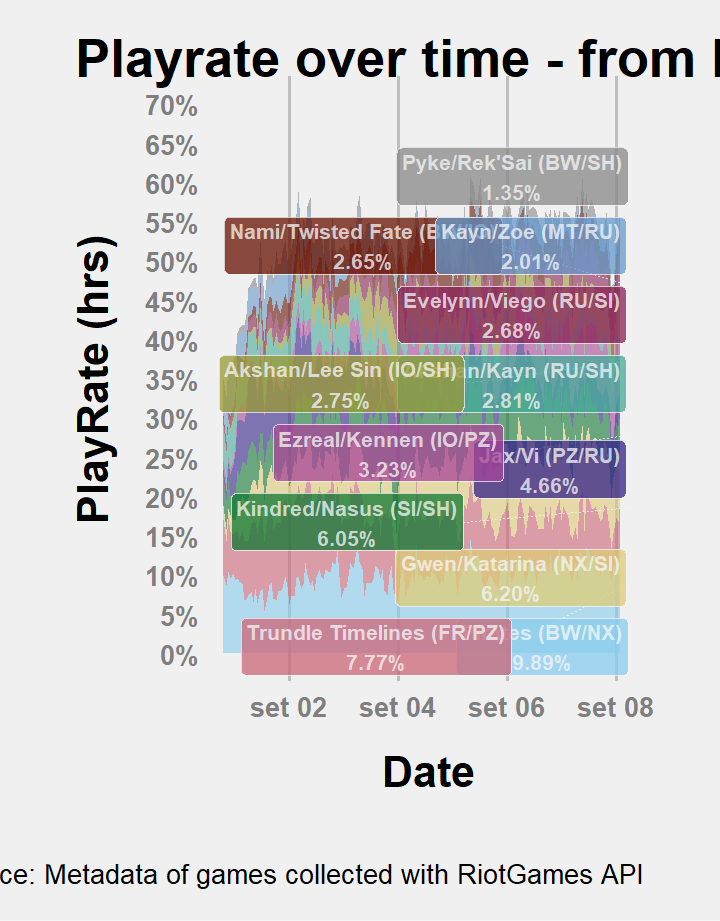 Playrate over time - from
70%
65%
60%
55%
50%
45%
40%
35%
30%
25%
20%
15%
10%
5%
0%
PlayRate (hrs)
Pyke/Rek'Sai (BW/SH)
1.35%
Nami/Twisted Fate (B
2.65%
Kayn/Zoe (MT/RU)
2.01%
Evelynn/Viego (RU/SI)
2.68%
Akshan/Lee Sin (IO/SH)
2.75%
an/Kayn (RU/SH)
2.81%
Ezreal/Kennen (IO/PZ)
3.23%
Jax/Vi (PZ/RU)
4.66%
Kindred/Nasus (SI/SH)
6.05%
Gwen/Katarina (NX/SI)
6.20%
Trundle Timelines (FR/PZ)
7.77%
es (BW/NX)
9.89%
set 02
set 04
set 06
set 08
Date
ce: Metadata of games collected with RiotGames API